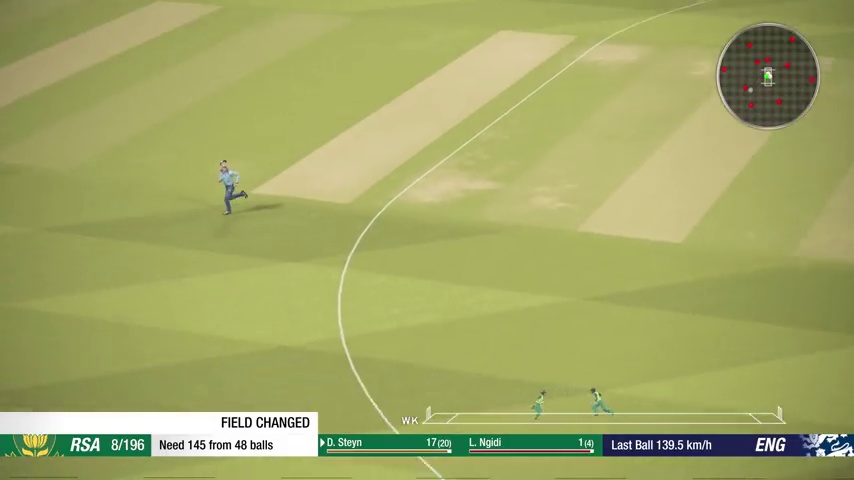 WK
FIELD CHANGED
RSA 8/196 Need 145 from 48 balls D. Steyn 17 (20) L. Ngidi 1 (4) Last Ball 139.5 km/h ENG